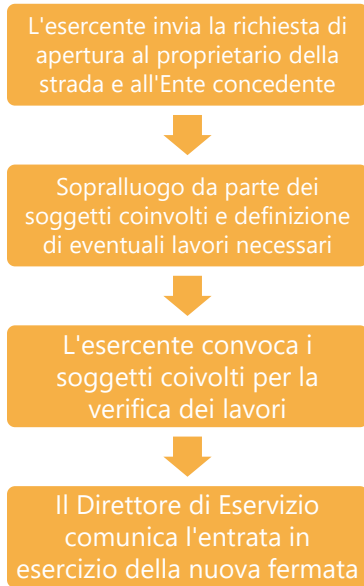 L'esercente invia la richiesta di
apertura al proprietario della
strada e all'Ente concedente
Sopralluogo da parte dei
soggetti coinvolti e definizione
di eventuali lavori necessari
L'esercente convoca i
soggetti coivolti per la
verifica dei lavori
Il Direttore di Eservizio
comunica l'entrata in
esercizio della nuova fermata